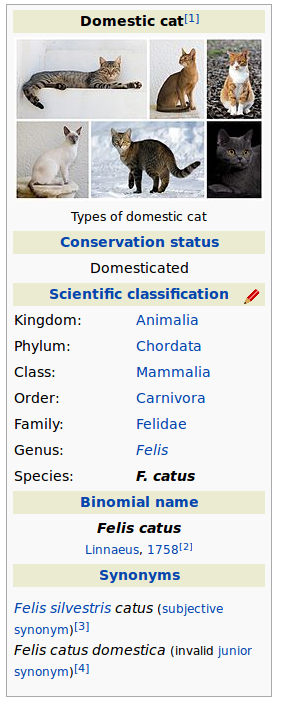 Domestic cat[1]
Types of domestic cat
Conservation status
Domesticated
Scientific classification
Kingdom: Animalia
Phylum: Chordata
Class: Mammalia
Order: Carnivora
Family: Felidae
Genus: Felis
Species: F. catus
Binomial name
Felis catus
Linnaeus, 1758[2]
Synonyms
Felis silvestris catus (subjective
synonym)[3]
Felis catus domestica (invalid junior
synonym)[4]